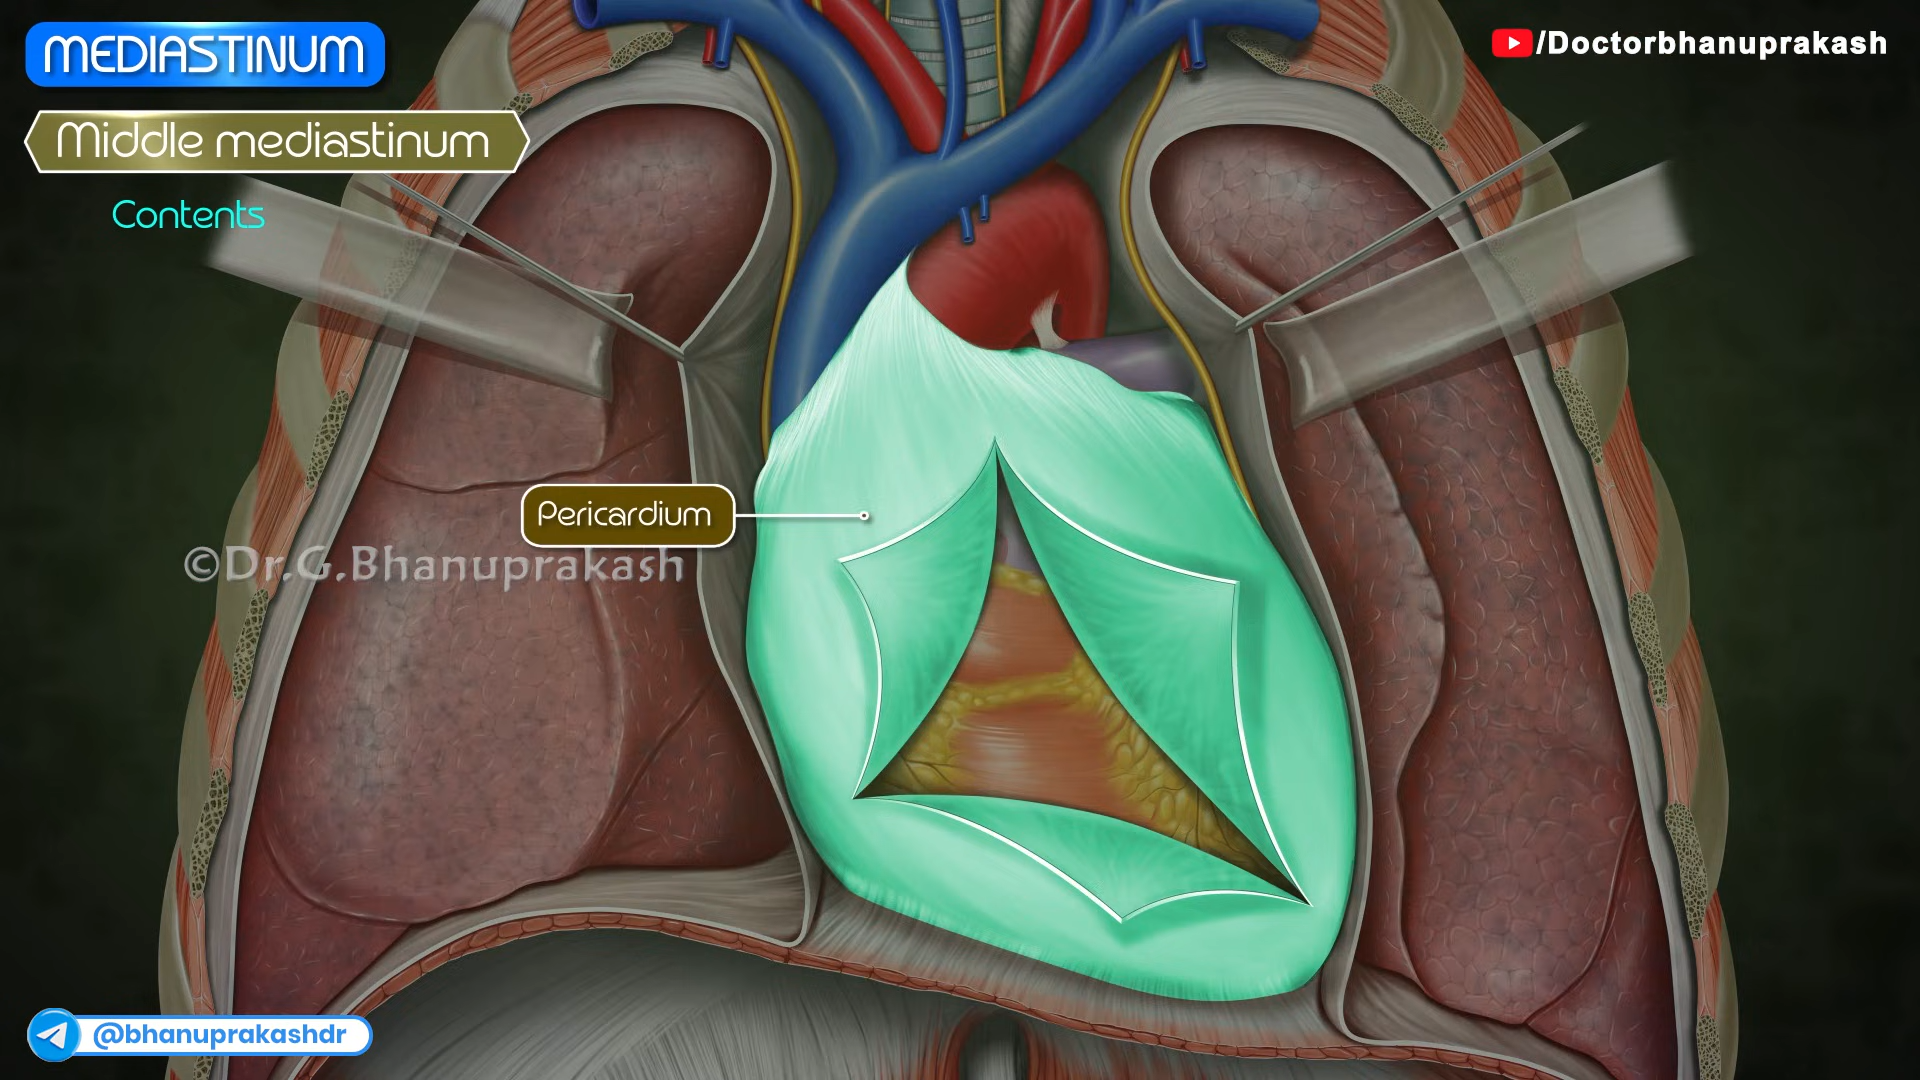 MEDIASTINUM
/Doctorbhanuprakash
Middle mediastinum
Contents
Pericardium
©Dr.G.Bhanuprakash
@bhanuprakashdr